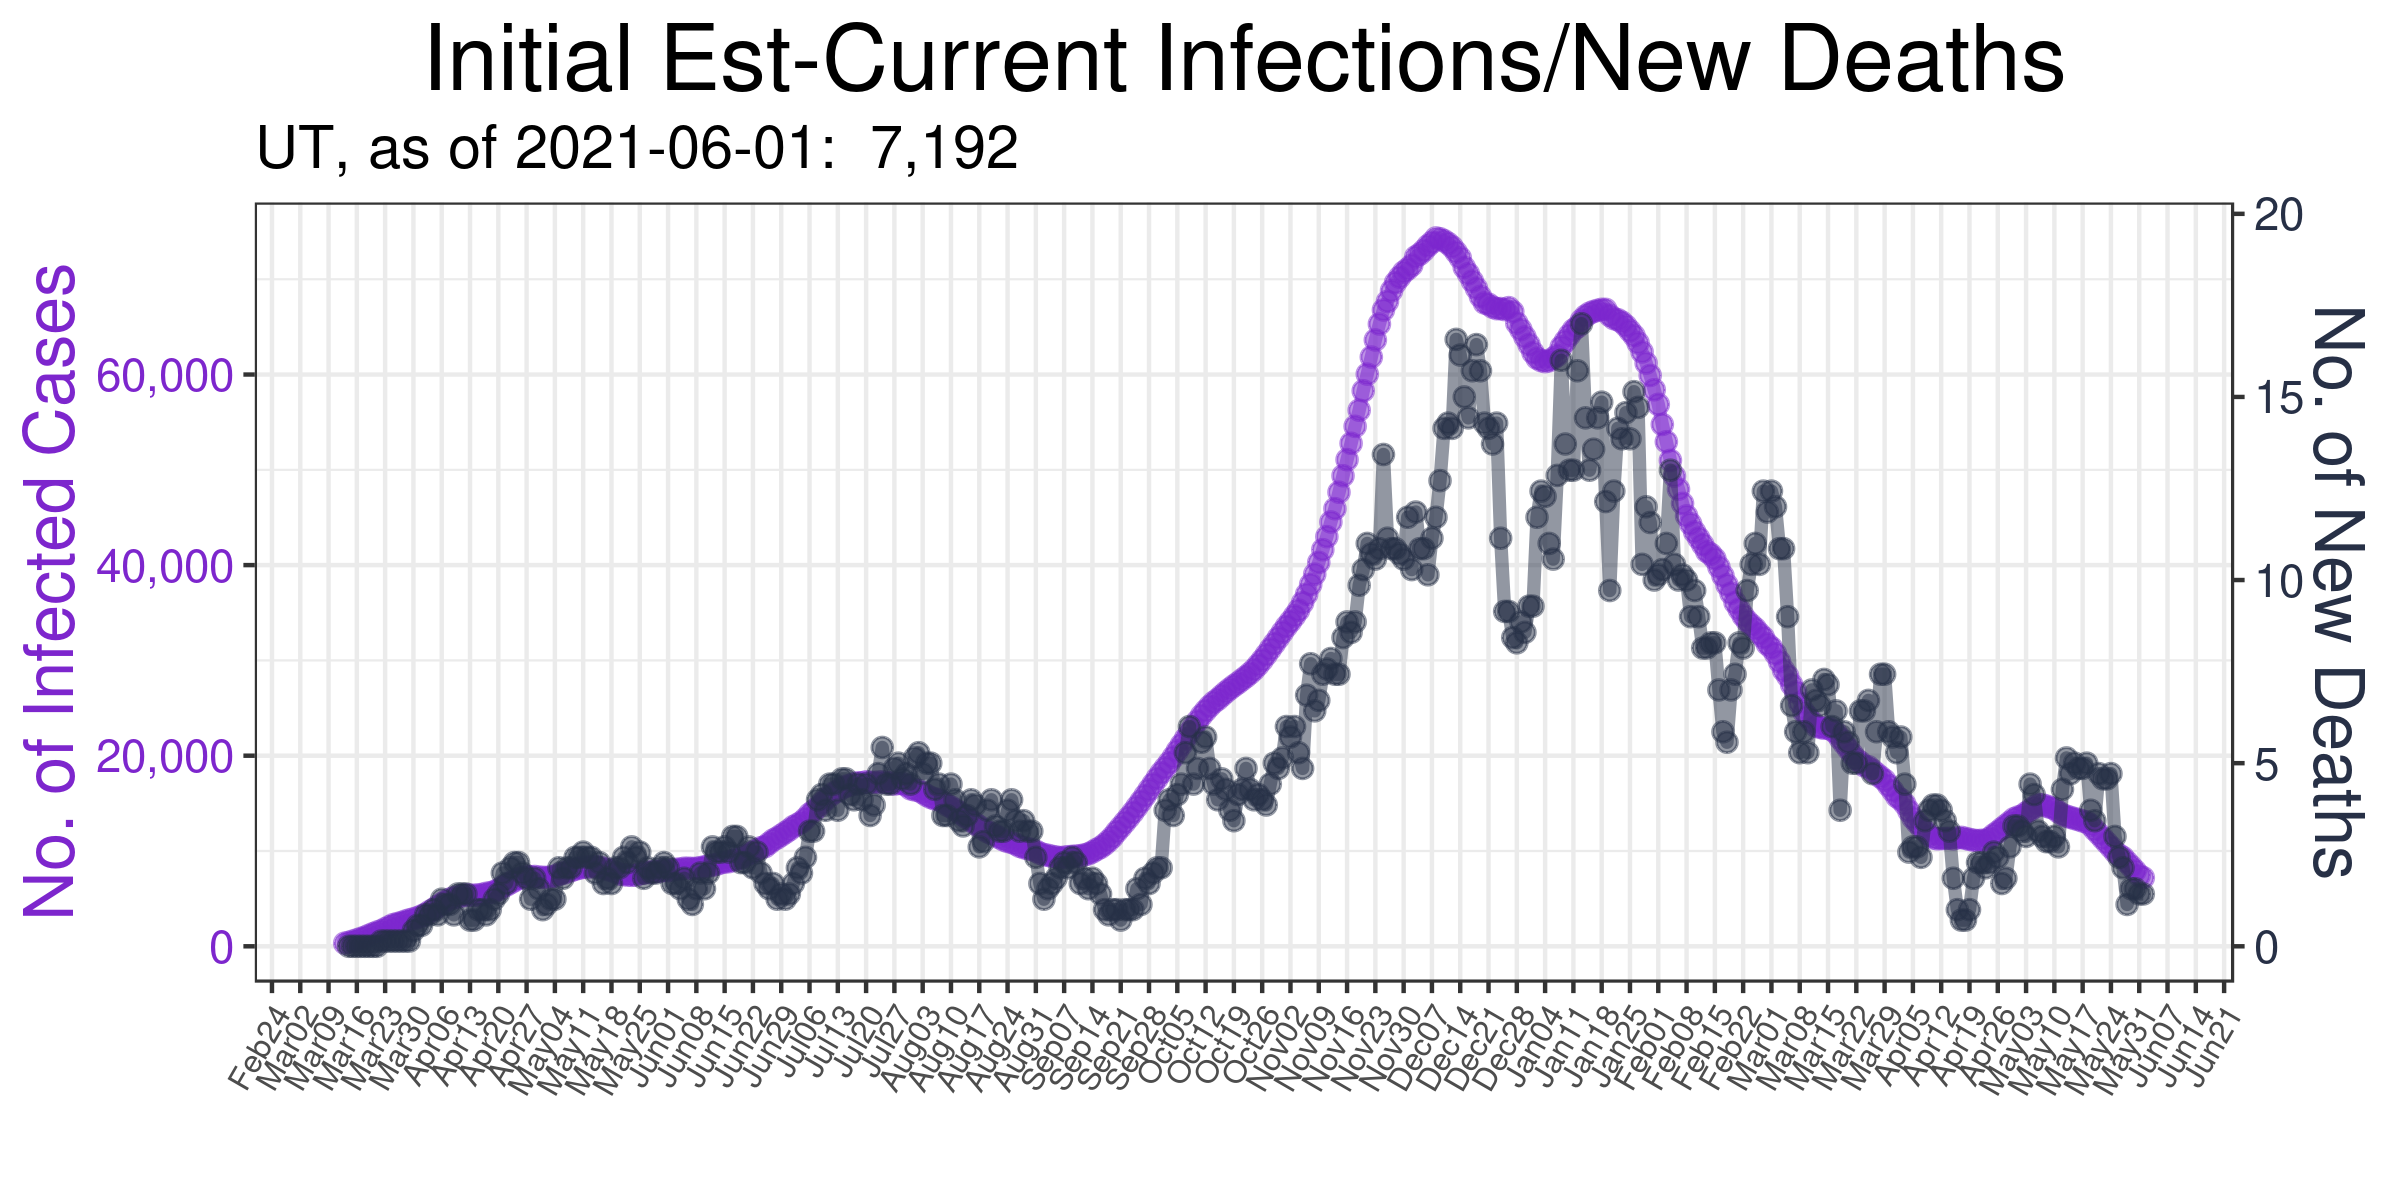 Initial Est-Current Infections/New Deaths
UT, as of 2021-06-01: 7,192
No. of Infected Cases
60,000
40,000
20,000
0
20
15
10
5
0
No. of New Deaths
Feb24
Mar02
Mar09
Mar16
Mar23
Mar30
Apr06
Apr13
Apr20
Apr27
May04
May11
May18
May25
Jun01
Jun08
Jun15
Jun22
Jun29
Jul06
Jul13
Jul20
Jul27
Aug03
Aug10
Aug17
Aug24
Aug31
Sep07
Sep14
Sep21
Sep28
Oct05
Oct12
Oct19
Oct26
Nov02
Nov09
Nov16
Nov23
Nov30
Dec07
Dec14
Dec21
Dec28
Jan04
Jan11
Jan18
Jan25
Feb01
Feb08
Feb15
Feb22
Mar01
Mar08
Mar15
Mar22
Mar29
Apr05
Apr12
Apr19
Apr26
May03
May10
May17
May24
May31
Jun07
Jun14
Jun21